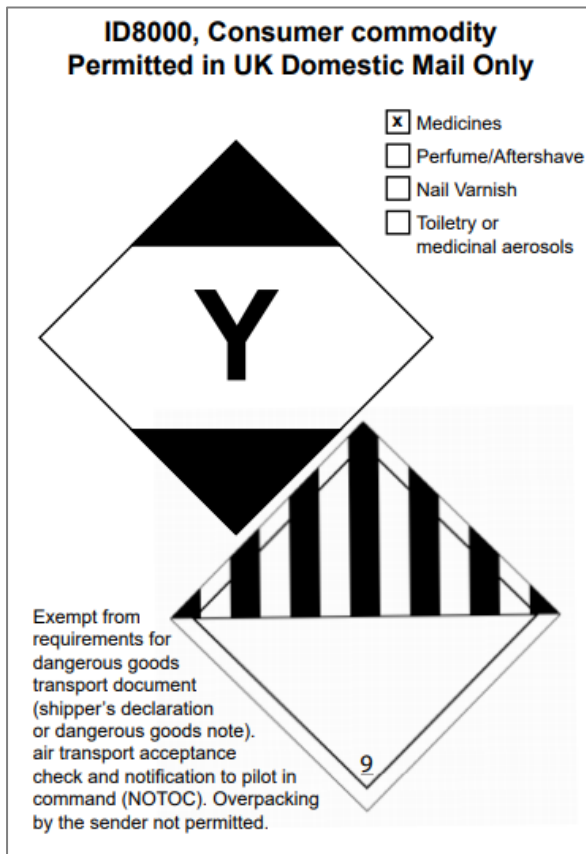 ID8000, Consumer commodity
Permitted in UK Domestic Mail Only
x Medicines
Perfume/Aftershave
Nail Varnish
Toiletry or
medicinal aerosols
Y
Exempt from
requirements for
dangerous goods
transport document
(shipper's declaration
or dangerous goods note).
air transport acceptance
check and notification to pilot in
command (NOTOC). Overpacking
by the sender not permitted.
9